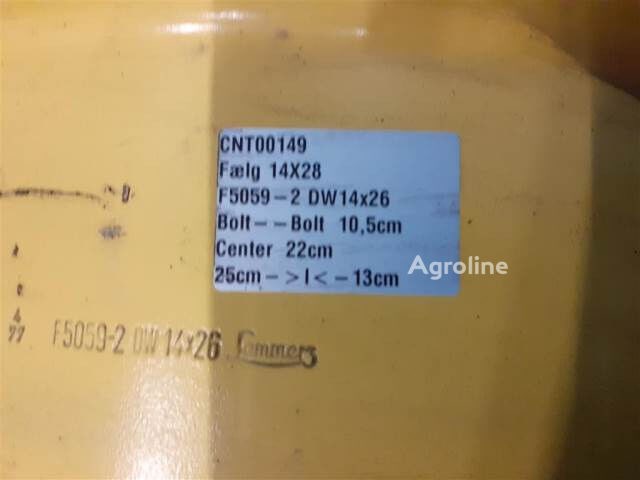 CNT00149
Fælg 14X28
F5059-2 DW14x26
Bolt--Bolt 10,5cm
Center 22cm
25cm->I<-13cm
Agroline
F5059-2 DW14x26